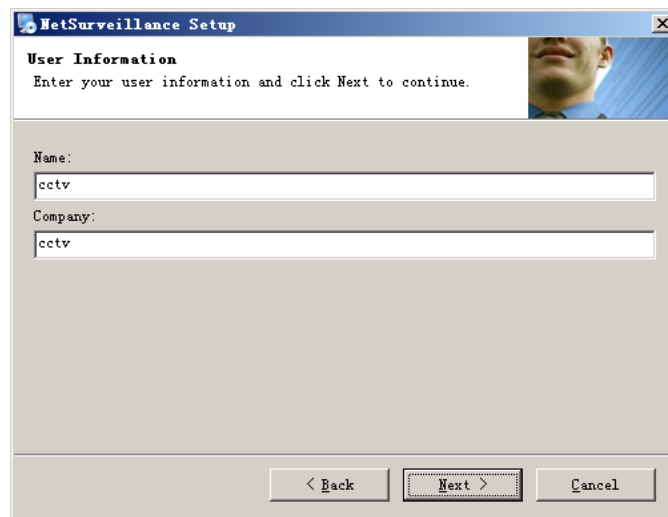 NetSurveillance Setup
User Information
Enter your user information and click Next to continue.
Name:
cctv
Company:
cctv
< Back
Next >
Cancel